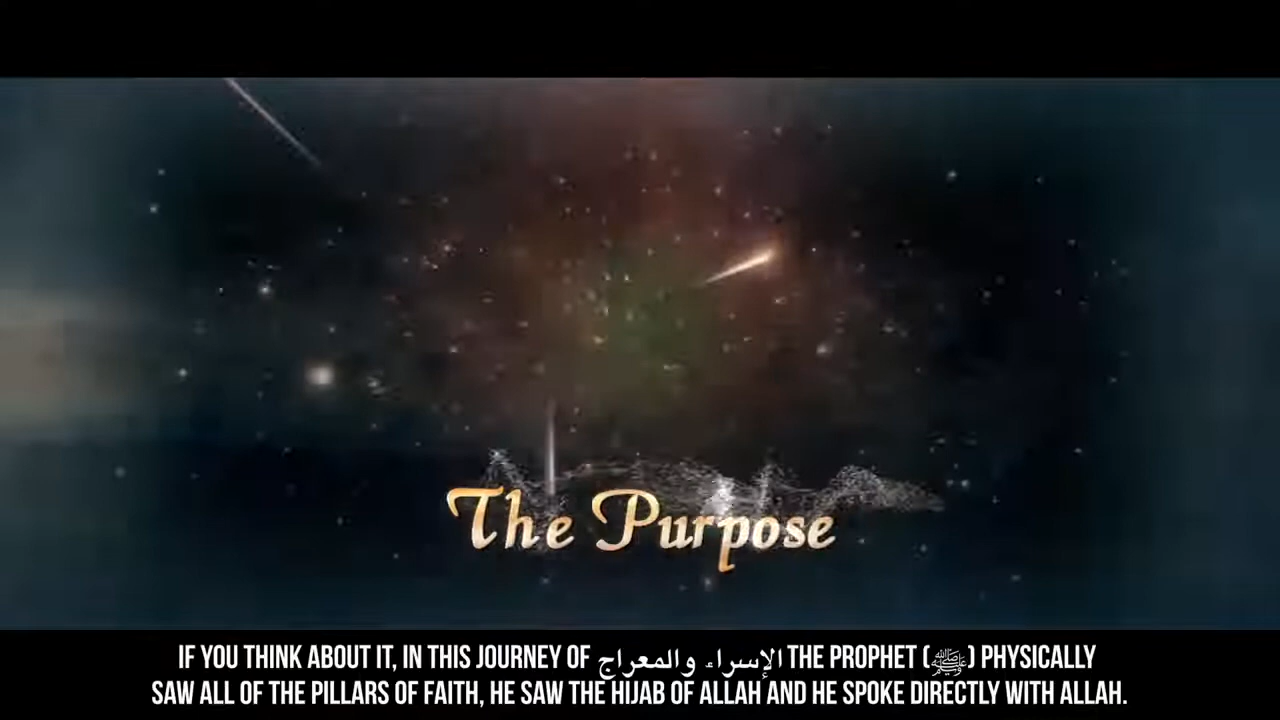 The Purpose
IF YOU THINK ABOUT IT, IN THIS JOURNEY OF الإسراء والمعراج THE PROPHET (ﷺ) PHYSICALLY
SAW ALL OF THE PILLARS OF FAITH, HE SAW THE HIJAB OF ALLAH AND HE SPOKE DIRECTLY WITH ALLAH.